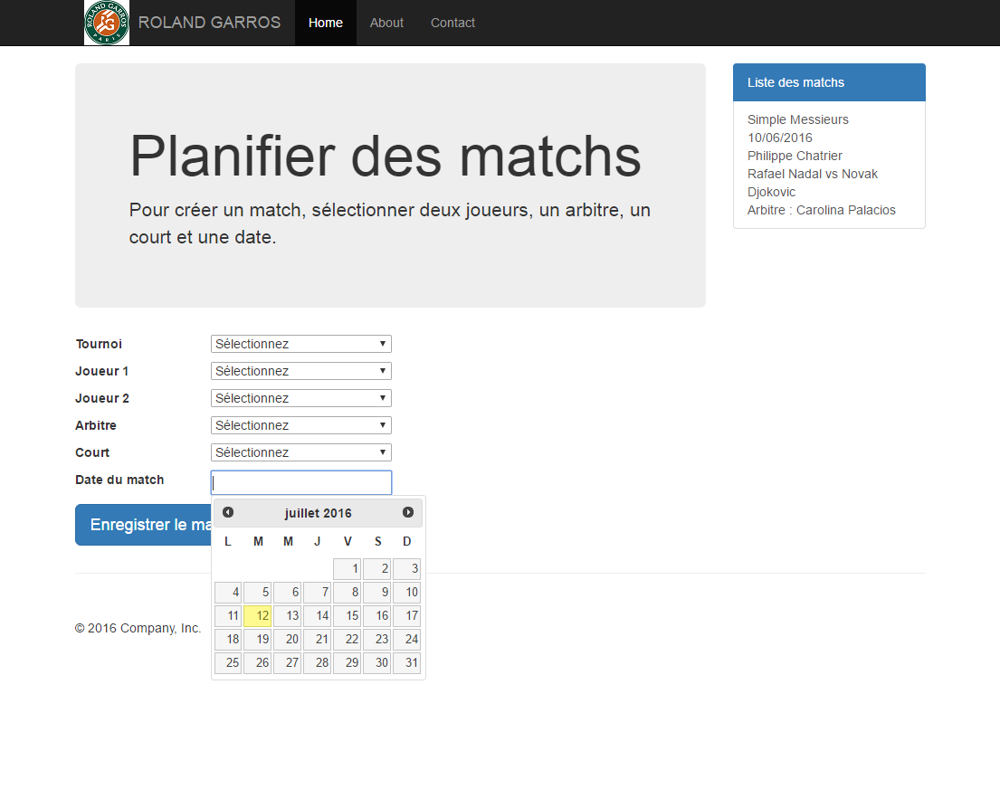 ROLAND GARROS
PARIS
ROLAND GARROS Home About Contact
Planifier des matchs
Pour créer un match, sélectionner deux joueurs, un arbitre, un
court et une date.
Liste des matchs
Simple Messieurs
10/06/2016
Philippe Chatrier
Rafael Nadal vs Novak
Djokovic
Arbitre : Carolina Palacios
Tournoi Sélectionnez
Joueur 1 Sélectionnez
Joueur 2 Sélectionnez
Arbitre Sélectionnez
Court Sélectionnez
Date du match
Enregistrer le ma
juillet 2016
L M M J V S D
1 2 3
4 5 6 7 8 9 10
11 12 13 14 15 16 17
18 19 20 21 22 23 24
25 26 27 28 29 30 31
© 2016 Company, Inc.